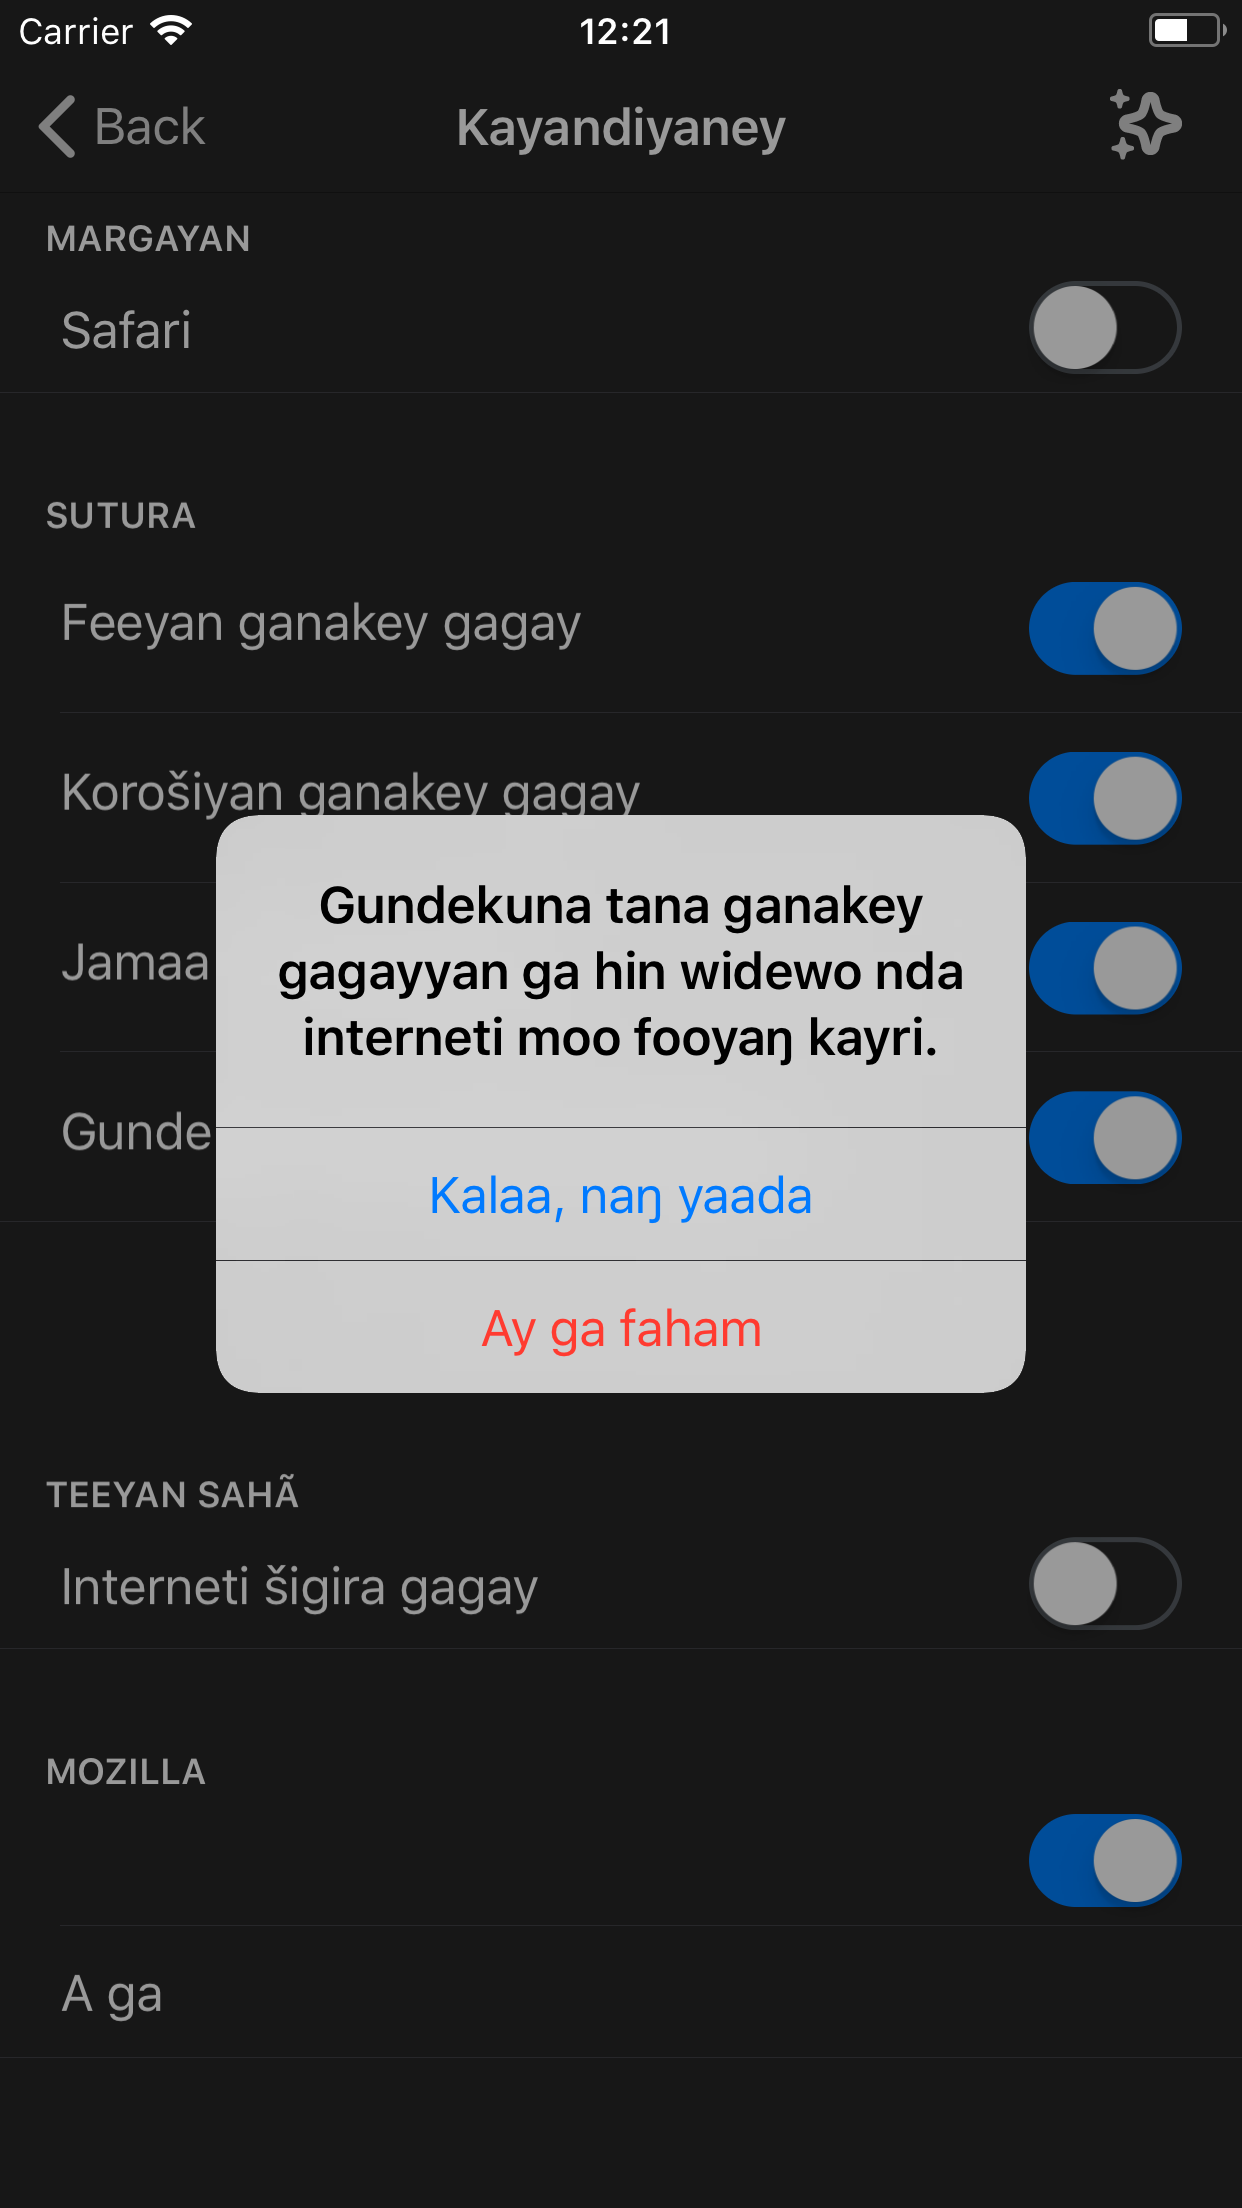 Carrier 12:21
Back Kayandiyaney
MARGAYAN
Safari
SUTURA
Feeyan ganakey gagay
Korošiyan ganakey gagay
Jamaa
Gunde
Gundekuna tana ganakey
gagayyan ga hin widewo nda
interneti moo fooyaŋ kayri.
Kalaa, naŋ yaada
Ay ga faham
TEEYAN SAHÃ
Interneti šigira gagay
MOZILLA
A ga